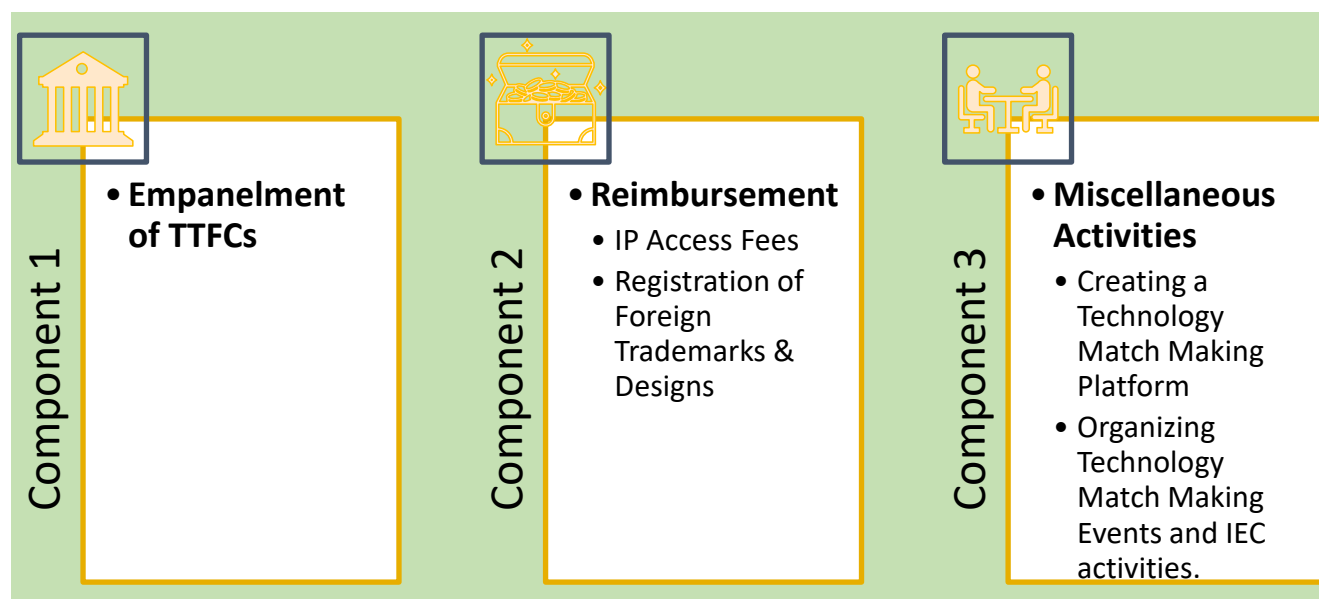 Component 1
• Empanelment
of TTFCs
Component 2
• Reimbursement
• IP Access Fees
• Registration of
Foreign
Trademarks &
Designs
Component 3
• Miscellaneous
Activities
• Creating a
Technology
Match Making
Platform
• Organizing
Technology
Match Making
Events and IEC
activities.